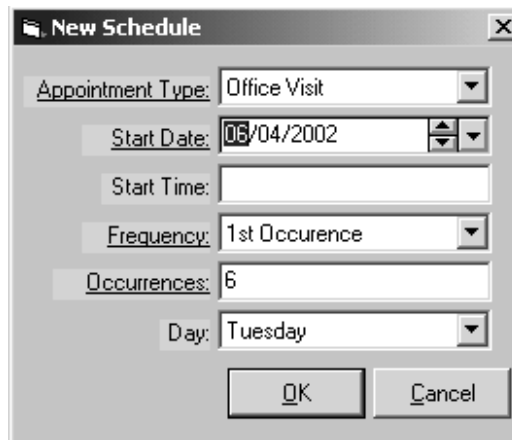 New Schedule
Appointment Type: Office Visit
Start Date: 06/04/2002
Start Time:
Frequency: 1st Occurence
Occurrences: 6
Day: Tuesday
OK Cancel